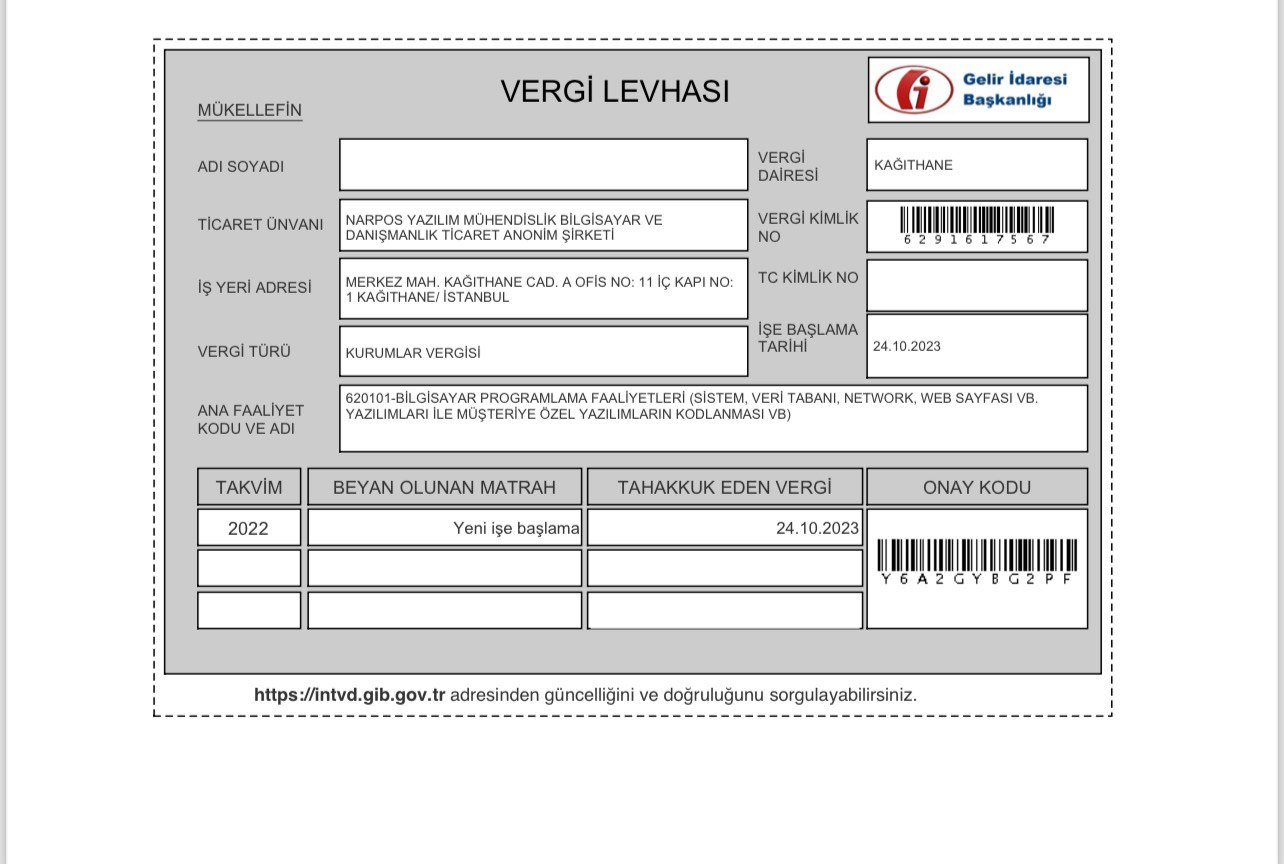 VERGİ LEVHASI
Gelir İdaresi
Başkanlığı
MÜKELLEFİN
ADI SOYADI
VERGİ
DAİRESİ
KAĞITHANE
TİCARET ÜNVANI
NARPOS YAZILIM MÜHENDİSLİK BİLGİSAYAR VE
DANIŞMANLIK TİCARET ANONİM ŞİRKETİ
VERGİ KİMLİK
NO
6291617567
İŞ YERİ ADRESİ
MERKEZ MAH. KAĞITHANE CAD. A OFİS NO: 11 İÇ KAPI NO:
1 KAĞITHANE/ İSTANBUL
TC KİMLİK NO
VERGİ TÜRÜ
KURUMLAR VERGİSİ
İŞE BAŞLAMA
TARİHİ
24.10.2023
ANA FAALİYET
KODU VE ADI
620101-BİLGİSAYAR PROGRAMLAMA FAALİYETLERİ (SİSTEM, VERİ TABANI, NETWORK, WEB SAYFASI VB.
YAZILIMLARI İLE MÜŞTERİYE ÖZEL YAZILIMLARIN KODLANMASI VB)
TAKVİM BEYAN OLUNAN MATRAH TAHAKKUK EDEN VERGİ ONAY KODU
2022 Yeni işe başlama 24.10.2023
Y6A2GYBG2PF
https://intvd.gib.gov.tr adresinden güncelliğini ve doğruluğunu sorgulayabilirsiniz.